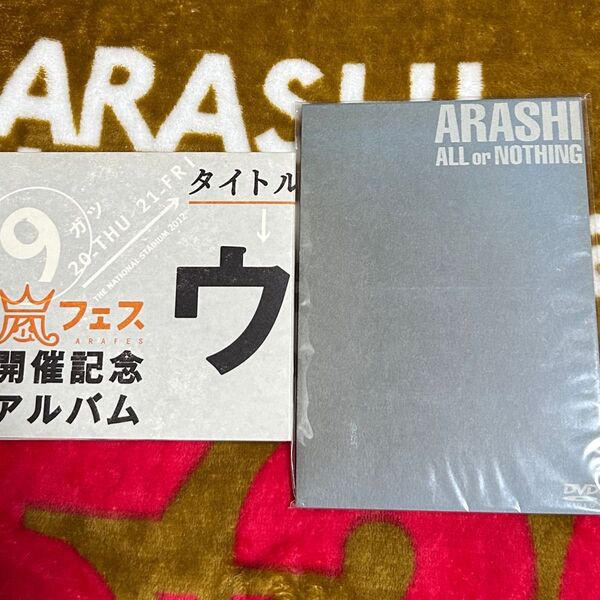 ARASHI
9
ガツ
20-THU/21-FRI
THE NATIONAL STADIUM 2012
タイトル
↓
ウ
嵐フェス
ARAFES
開催記念
アルバム
ARASHI
ALL or NOTHING
DVD